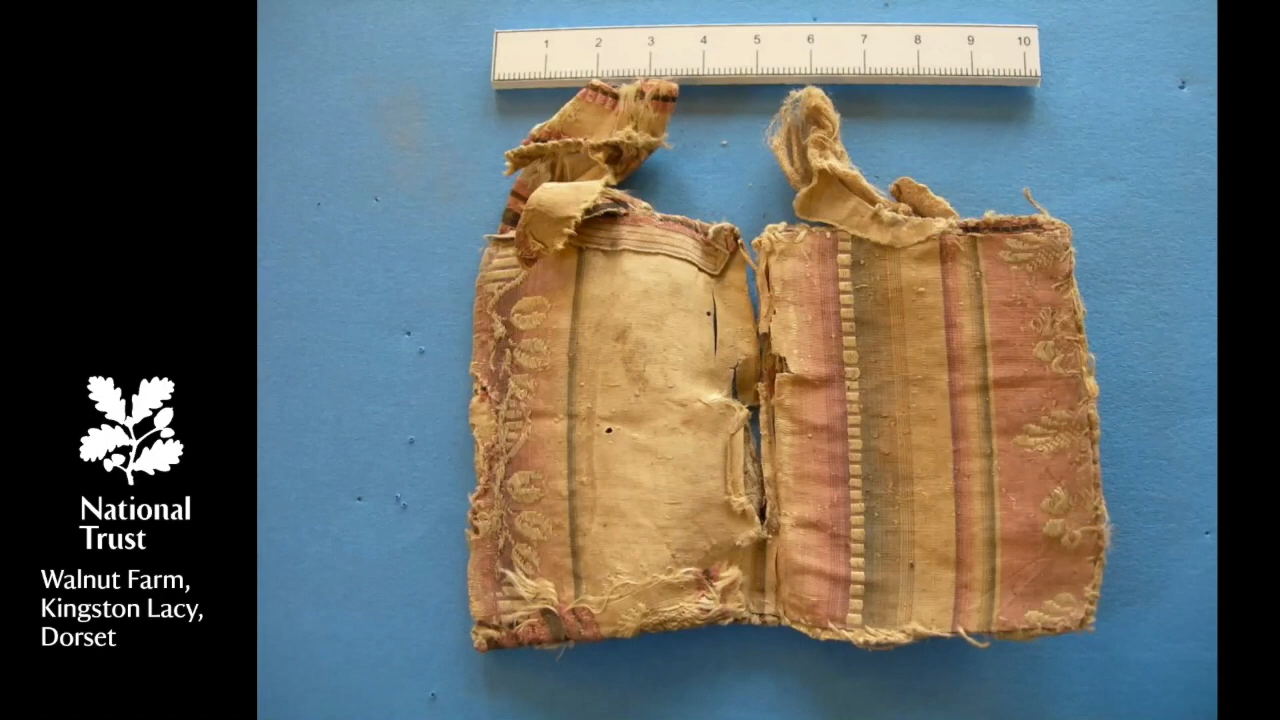 1 2 3 4 5 6 7 8 9 10
National
Trust
Walnut Farm,
Kingston Lacy,
Dorset